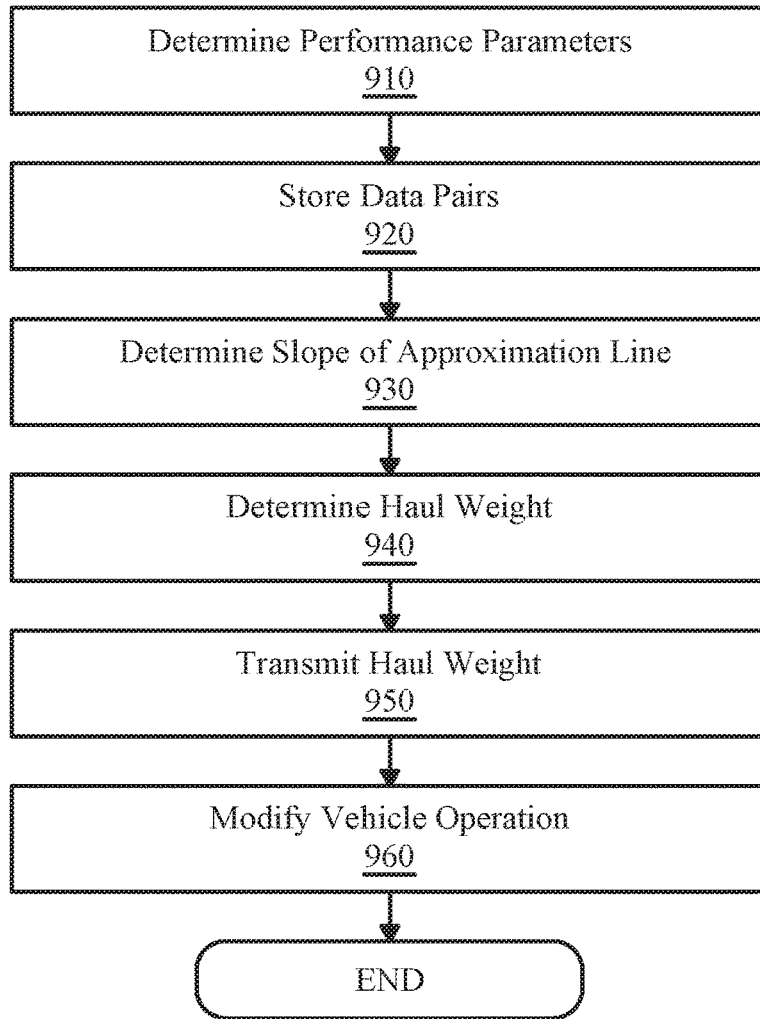 Determine Performance Parameters
910
Store Data Pairs
920
Determine Slope of Approximation Line
930
Determine Haul Weight
940
Transmit Haul Weight
950
Modify Vehicle Operation
960
END